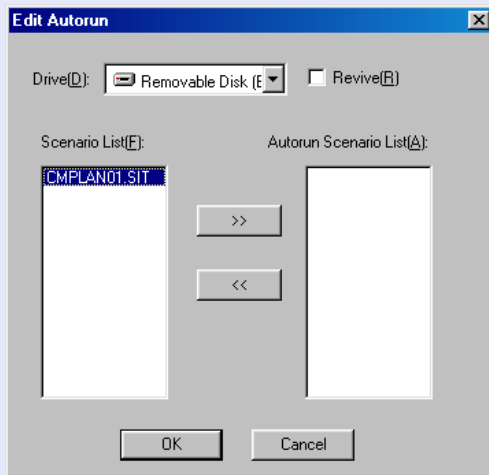 Edit Autorun
Drive(D): Removable Disk (E Revive(R)
Scenario List(F): Autorun Scenario List(A):
CMPLAN01.SIT
>>
<<
OK Cancel